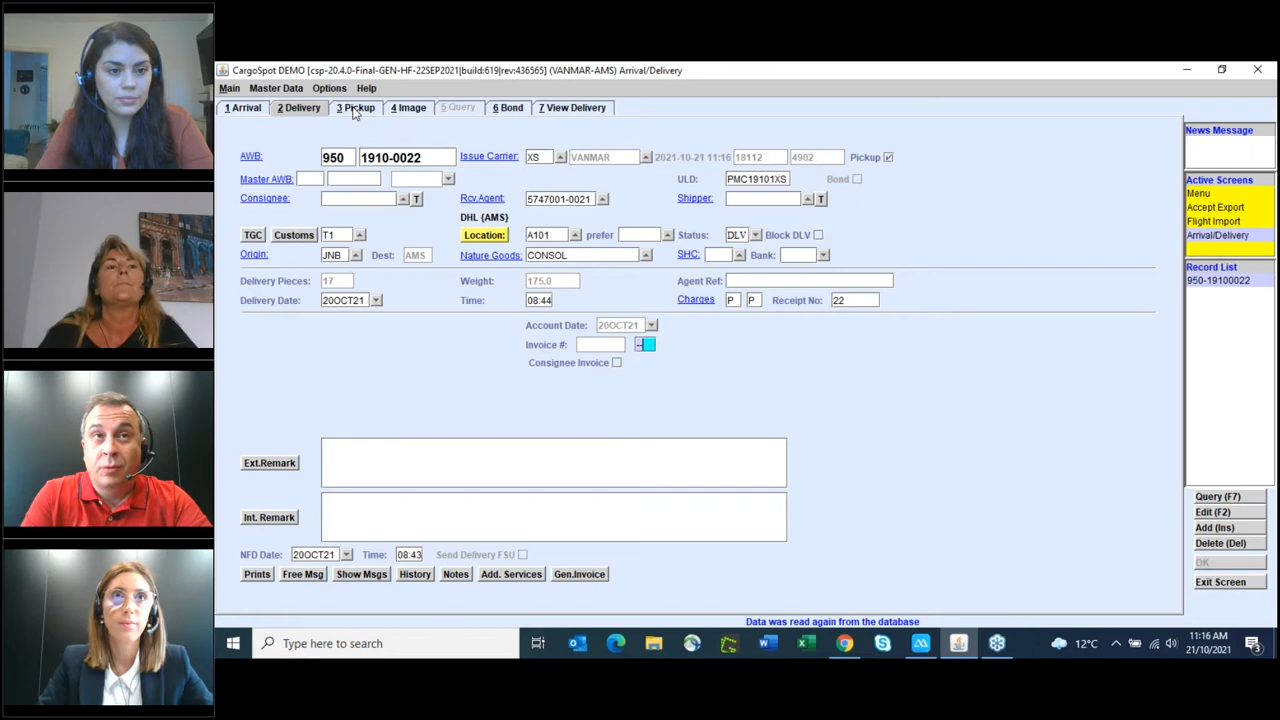 CargoSpot DEMO [csp-20.4.0-Final-GEN-HF-22SEP2021|build:619|rev:436565] (VANMAR-AMS) Arrival/Delivery
Main Master Data Options Help
1 Arrival 2 Delivery 3 Pickup 4 Image 5 Query 6 Bond 7 View Delivery
AWB: 950 1910-0022 Issue Carrier: XS VANMAR 2021-10-21 11:16 18112 4902 Pickup
Master AWB: ULD: PMC19101XS Bond
Consignee: T Rcv.Agent: 5747001-0021 Shipper: T
DHL {AMS}
TGC Customs T1 Location: A101 prefer Status: DLV Block DLV
Origin: JNB Dest: AMS Nature Goods: CONSOL SHC: Bank:
Delivery Pieces: 17 Weight: 175.0 Agent Ref:
Delivery Date: 20OCT21 Time: 08:44 Charges P P Receipt No: 22
Account Date: 20OCT21
Invoice #:
Consignee Invoice
Ext.Remark
Int. Remark
NFD Date: 20OCT21 Time: 08:43 Send Delivery FSU
Prints Free Msg Show Msgs History Notes Add. Services Gen.Invoice
Data was read again from the database
News Message
Active Screens
Menu
Accept Export
Flight Import
Arrival/Delivery
Record List
950-19100022
Query (F7)
Edit (F2)
Add (Ins)
Delete (Del)
OK
Exit Screen
Type here to search
12°C
11:16 AM
21/10/2021
3